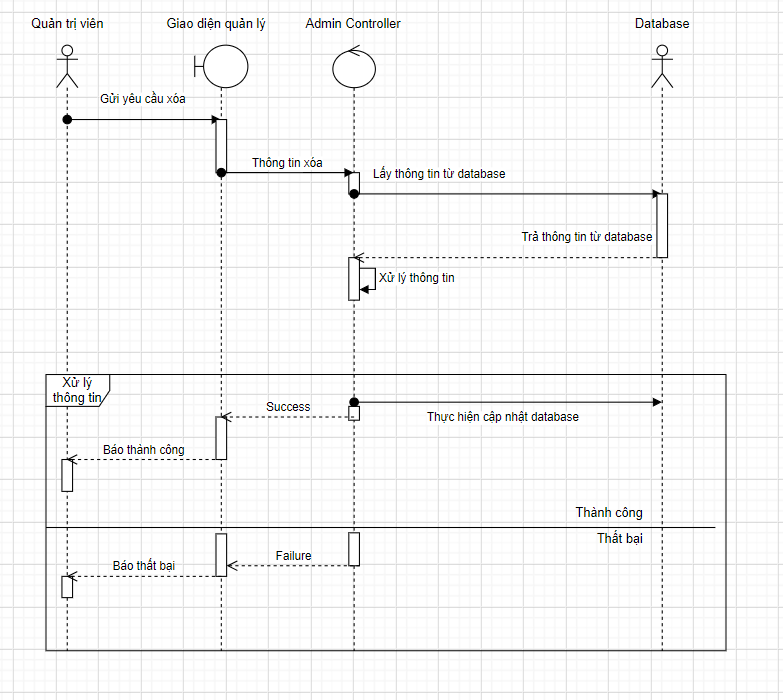 Quản trị viên
Giao diện quản lý
Admin Controller
Database
Gửi yêu cầu xóa
Thông tin xóa
Lấy thông tin từ database
Trả thông tin từ database
Xử lý thông tin
Xử lý
thông tin
Success
Thực hiện cập nhật database
Báo thành công
Thành công
Thất bại
Failure
Báo thất bại